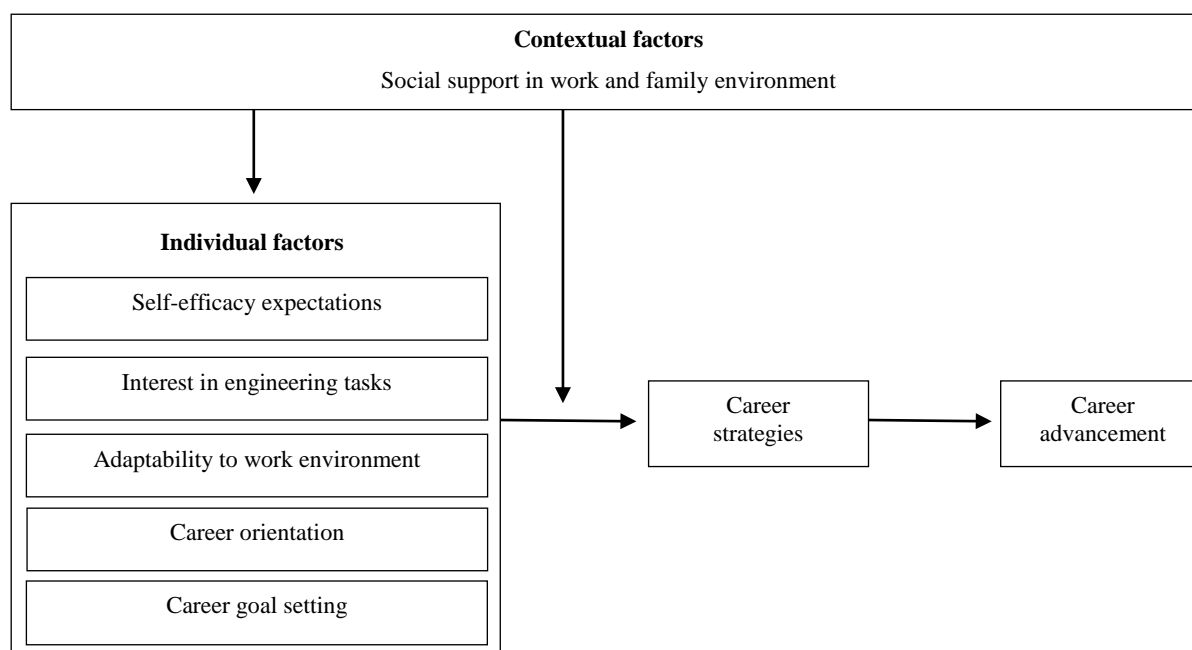 Contextual factors
Social support in work and family environment
Individual factors
Self-efficacy expectations
Interest in engineering tasks
Adaptability to work environment
Career orientation
Career goal setting
Career
strategies
Career
advancement